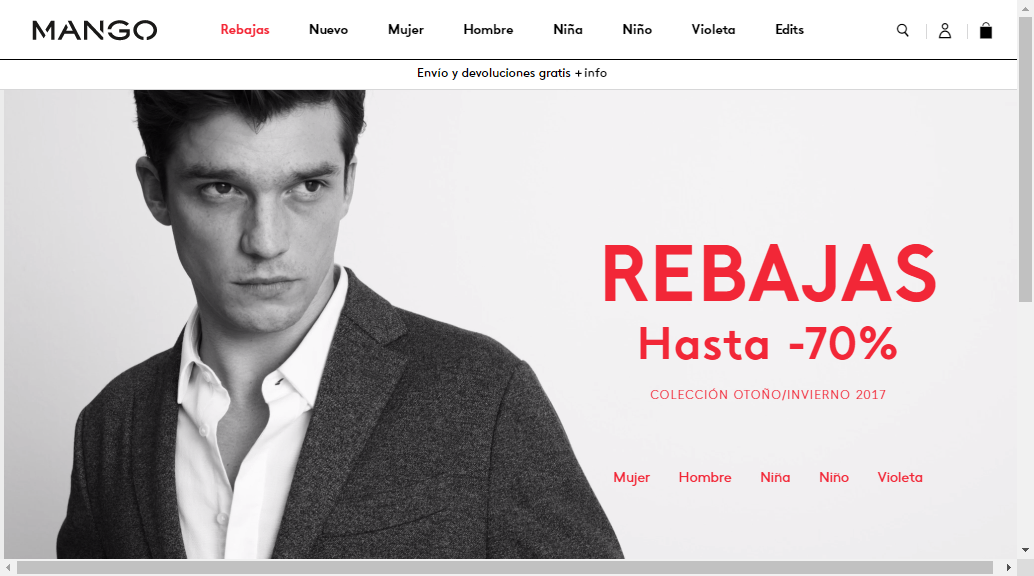 MANGO Rebajas Nuevo Mujer Hombre Niña Niño Violeta Edits
Envío y devoluciones gratis +info
REBAJAS
Hasta -70%
COLECCIÓN OTOÑO/INVIERNO 2017
Mujer Hombre Niña Niño Violeta